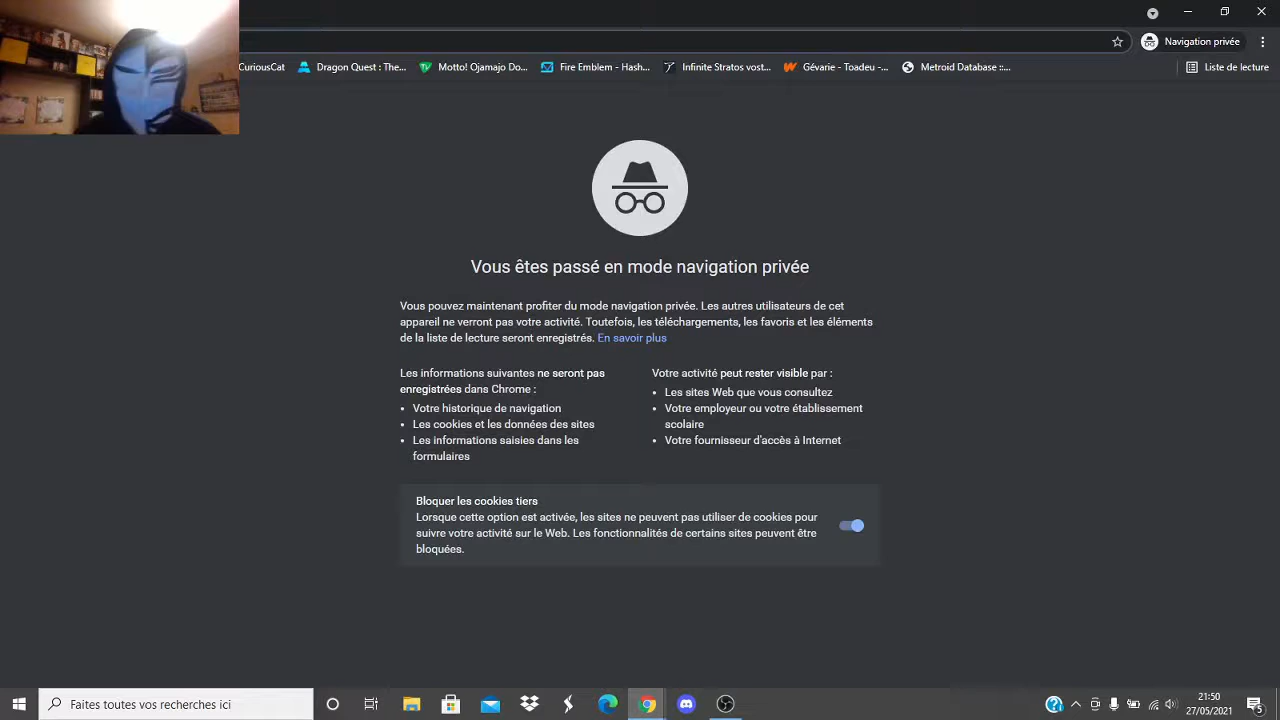 Navigation privée
CuriousCat
Dragon Quest : The...
Motto! Ojamajo Do...
Fire Emblem - Hash...
Infinite Stratos vost...
Gévarie - Toadeu -...
Metroid Database ::...
Liste de lecture
Vous êtes passé en mode navigation privée
Vous pouvez maintenant profiter du mode navigation privée. Les autres utilisateurs de cet
appareil ne verront pas votre activité. Toutefois, les téléchargements, les favoris et les éléments
de la liste de lecture seront enregistrés. En savoir plus
Les informations suivantes ne seront pas
enregistrées dans Chrome :
Votre historique de navigation
Les cookies et les données des sites
Les informations saisies dans les
formulaires
Votre activité peut rester visible par :
Les sites Web que vous consultez
Votre employeur ou votre établissement
scolaire
Votre fournisseur d'accès à Internet
Bloquer les cookies tiers
Lorsque cette option est activée, les sites ne peuvent pas utiliser de cookies pour
suivre votre activité sur le Web. Les fonctionnalités de certains sites peuvent être
bloquées.
Faites toutes vos recherches ici
21:50
27/05/2021